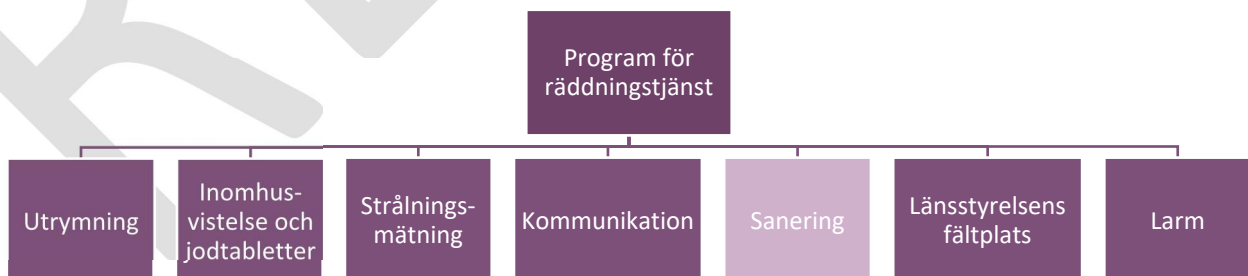 Program för
räddningstjänst
Utrymning
Inomhus-
vistelse och
jodtabletter
Strålnings-
mätning
Kommunikation
Sanering
Länsstyrelsens
fältplats
Larm